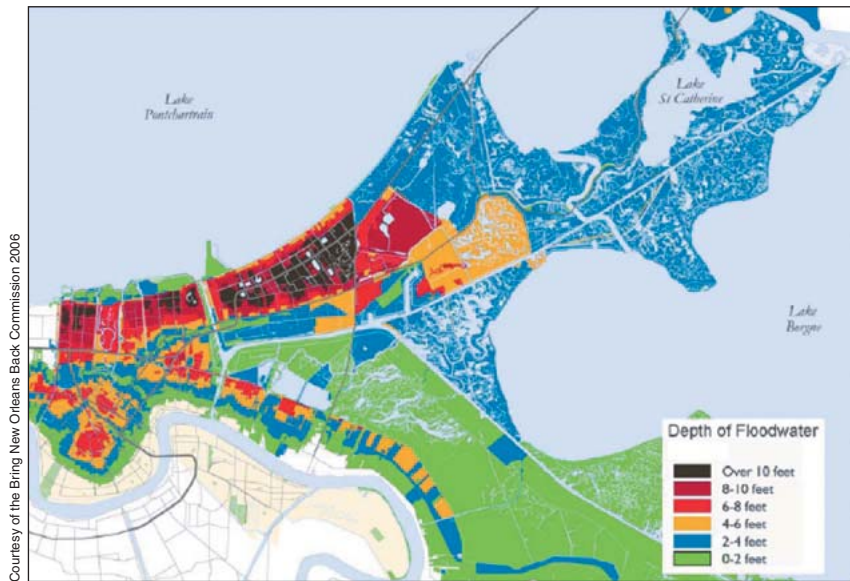 Courtesy of the Bring New Orleans Back Commission 2006
Lake
Pontchartrain
Lake
St Catherine
Lake
Borgne
Depth of Floodwater
Over 10 feet
8-10 feet
6-8 feet
4-6 feet
2-4 feet
0-2 feet